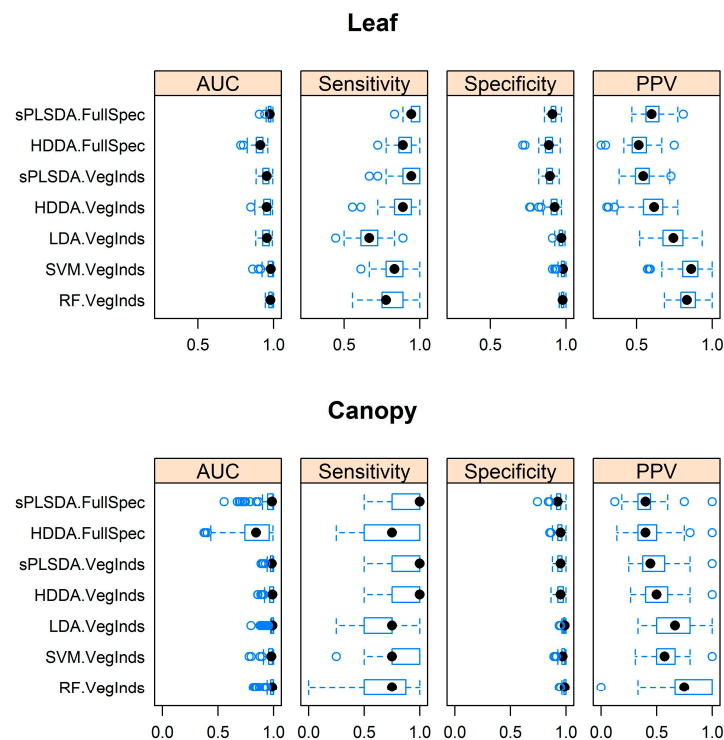 Leaf
AUC Sensitivity Specificity PPV
sPLSDA.FullSpec
HDDA.FullSpec
sPLSDA.VegInds
HDDA.VegInds
LDA.VegInds
SVM.VegInds
RF.VegInds
0.5 1.0 0.5 1.0 0.5 1.0 0.5 1.0
Canopy
AUC Sensitivity Specificity PPV
sPLSDA.FullSpec
HDDA.FullSpec
sPLSDA.VegInds
HDDA.VegInds
LDA.VegInds
SVM.VegInds
RF.VegInds
0.0 0.5 1.0 0.0 0.5 1.0 0.0 0.5 1.0 0.0 0.5 1.0